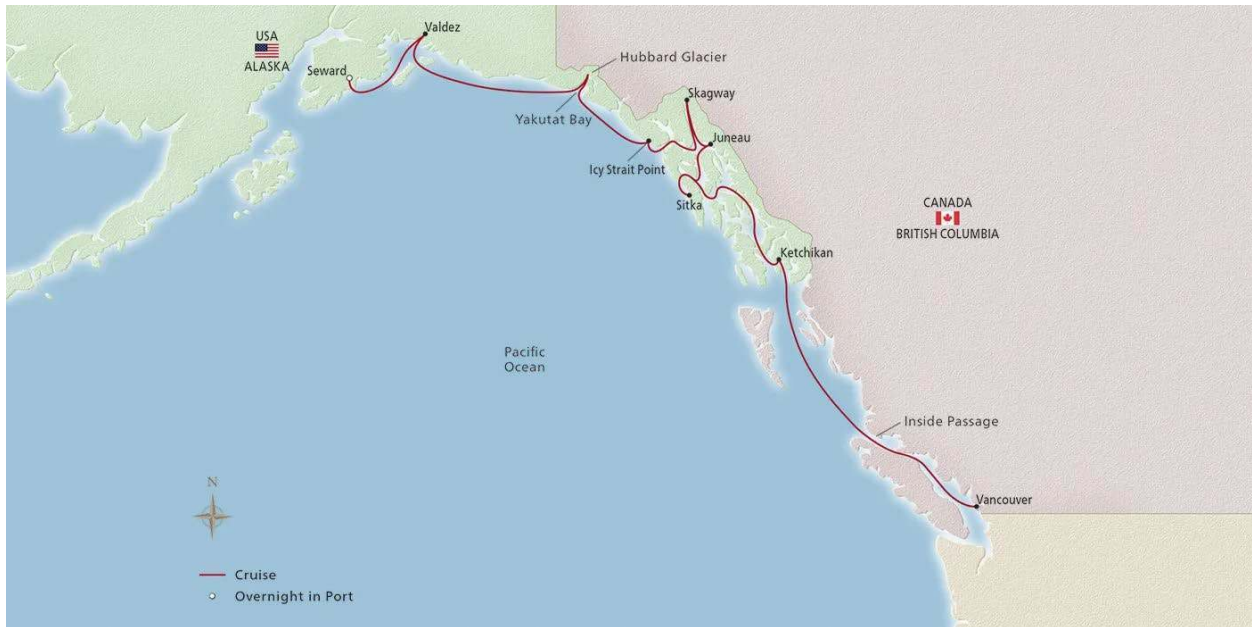 Valdez
USA
ALASKA
Seward
Hubbard Glacier
Skagway
Yakutat Bay
Juneau
Icy Strait Point
Sitka
CANADA
BRITISH COLUMBIA
Ketchikan
Pacific
Ocean
Inside Passage
N
Vancouver
Cruise
Overnight in Port